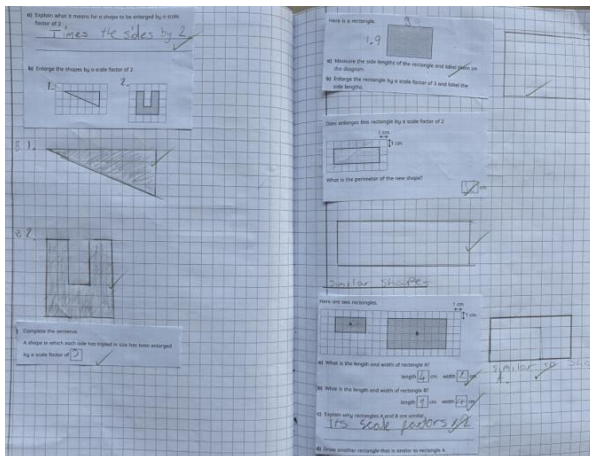 a) Explain what it means for a shape to be enlarged by a scale
factor of 2
Times the sides by 2
b) Enlarge the shapes by a scale factor of 2
1.
2.
B 1.
B 2.
Complete the sentence.
A shape in which each side has tripled in size has been enlarged
by a scale factor of 3
Here is a rectangle.
1.9
a) Measure the side lengths of the rectangle and label them on
the diagram.
b) Enlarge the rectangle by a scale factor of 3 and label the
side lengths.
Dani enlarges this rectangle by a scale factor of 2
1 cm
1 cm
What is the perimeter of the new shape?
cm
Similar Shapes
Here are two rectangles.
1 cm
1 cm
A
B
a) What is the length and width of rectangle A?
length 4 cm width 2 cm
b) What is the length and width of rectangle B?
length cm width cm
c) Explain why rectangles A and B are similar.
Its scale factors
d) Draw another rectangle that is similar to rectangle A.
similar